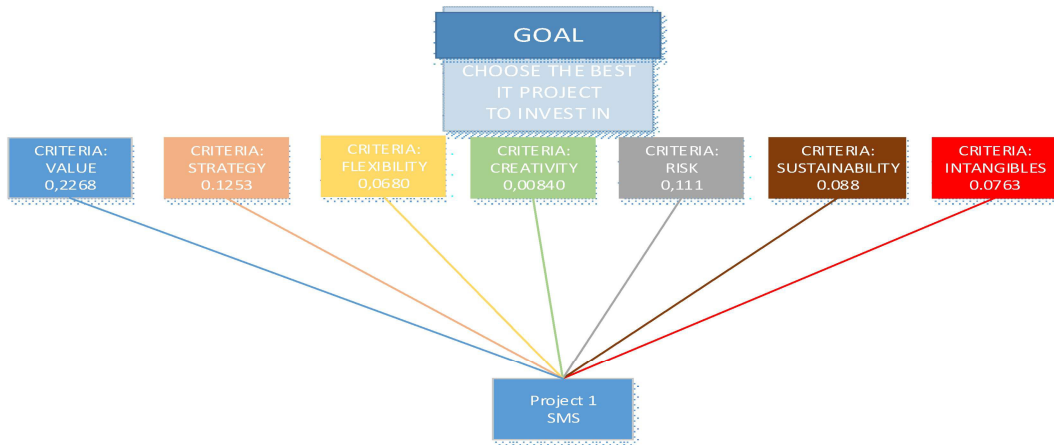 GOAL
CHOOSE THE BEST
IT PROJECT
TO INVEST IN
CRITERIA:
VALUE
0,2268
CRITERIA:
STRATEGY
0.1253
CRITERIA:
FLEXIBILITY
0,0680
CRITERIA:
CREATIVITY
0,00840
CRITERIA:
RISK
0,111
CRITERIA:
SUSTAINABILITY
0.088
CRITERIA:
INTANGIBLES
0.0763
Project 1
SMS